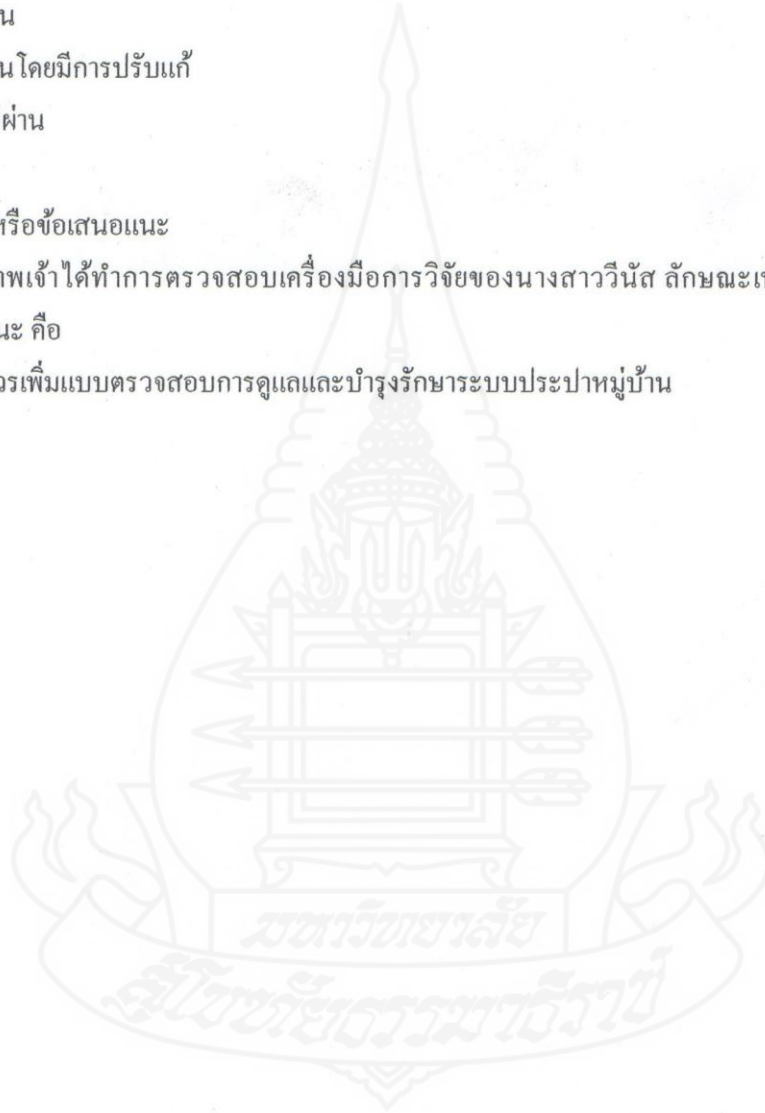 น
นโดยมีการปรับแก้
ผ่าน
หรือข้อเสนอแนะ
าพเจ้าได้ทำการตรวจสอบเครื่องมือการวิจัยของนางสาววีนัส ลักษณะเ
นะ คือ
วรเพิ่มแบบตรวจสอบการดูแลและบำรุงรักษาระบบประปาหมู่บ้าน
มหาวิทยาลัย
สุโขทัยธรรมาธิราช